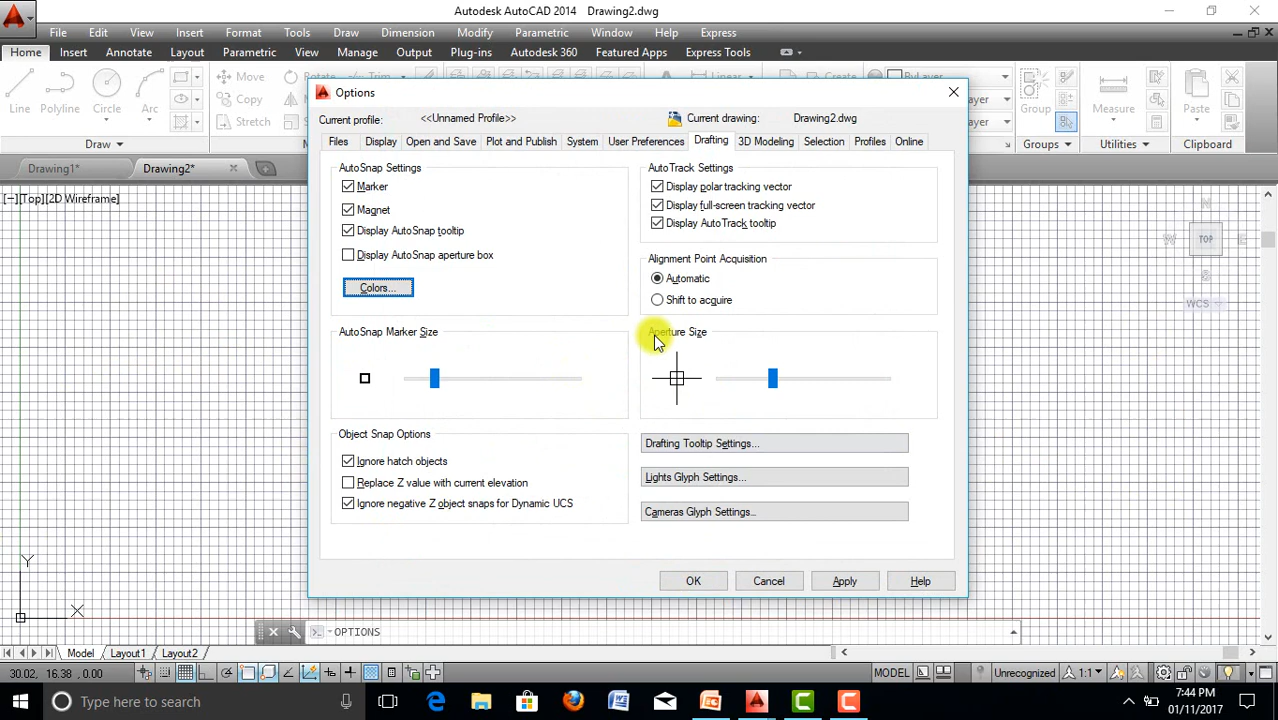 Autodesk AutoCAD 2014 Drawing2.dwg
File Edit View Insert Format Tools Draw Dimension Modify Parametric Window Help Express
Home Insert Annotate Layout Parametric View Manage Output Plug-ins Autodesk 360 Featured Apps Express Tools
Line Polyline Circle Arc
Move Rotate Trim
Copy
Stretch
Linear
Create
ByLayer
Group
Measure
Paste
Draw
Groups
Utilities
Clipboard
Drawing1*
Drawing2*
[−][Top][2D Wireframe]
N
W TOP E
S
WCS
Options
Current profile: <<Unnamed Profile>> Current drawing: Drawing2.dwg
Files Display Open and Save Plot and Publish System User Preferences Drafting 3D Modeling Selection Profiles Online
AutoSnap Settings
Marker
Magnet
Display AutoSnap tooltip
Display AutoSnap aperture box
Colors...
AutoSnap Marker Size
Object Snap Options
Ignore hatch objects
Replace Z value with current elevation
Ignore negative Z object snaps for Dynamic UCS
AutoTrack Settings
Display polar tracking vector
Display full-screen tracking vector
Display AutoTrack tooltip
Alignment Point Acquisition
Automatic
Shift to acquire
Aperture Size
Drafting Tooltip Settings...
Lights Glyph Settings...
Cameras Glyph Settings...
OK Cancel Apply Help
Y
X
OPTIONS
Model Layout1 Layout2
30.02, 16.38, 0.00
MODEL
Unrecognized
1:1
Type here to search
7:44 PM
01/11/2017